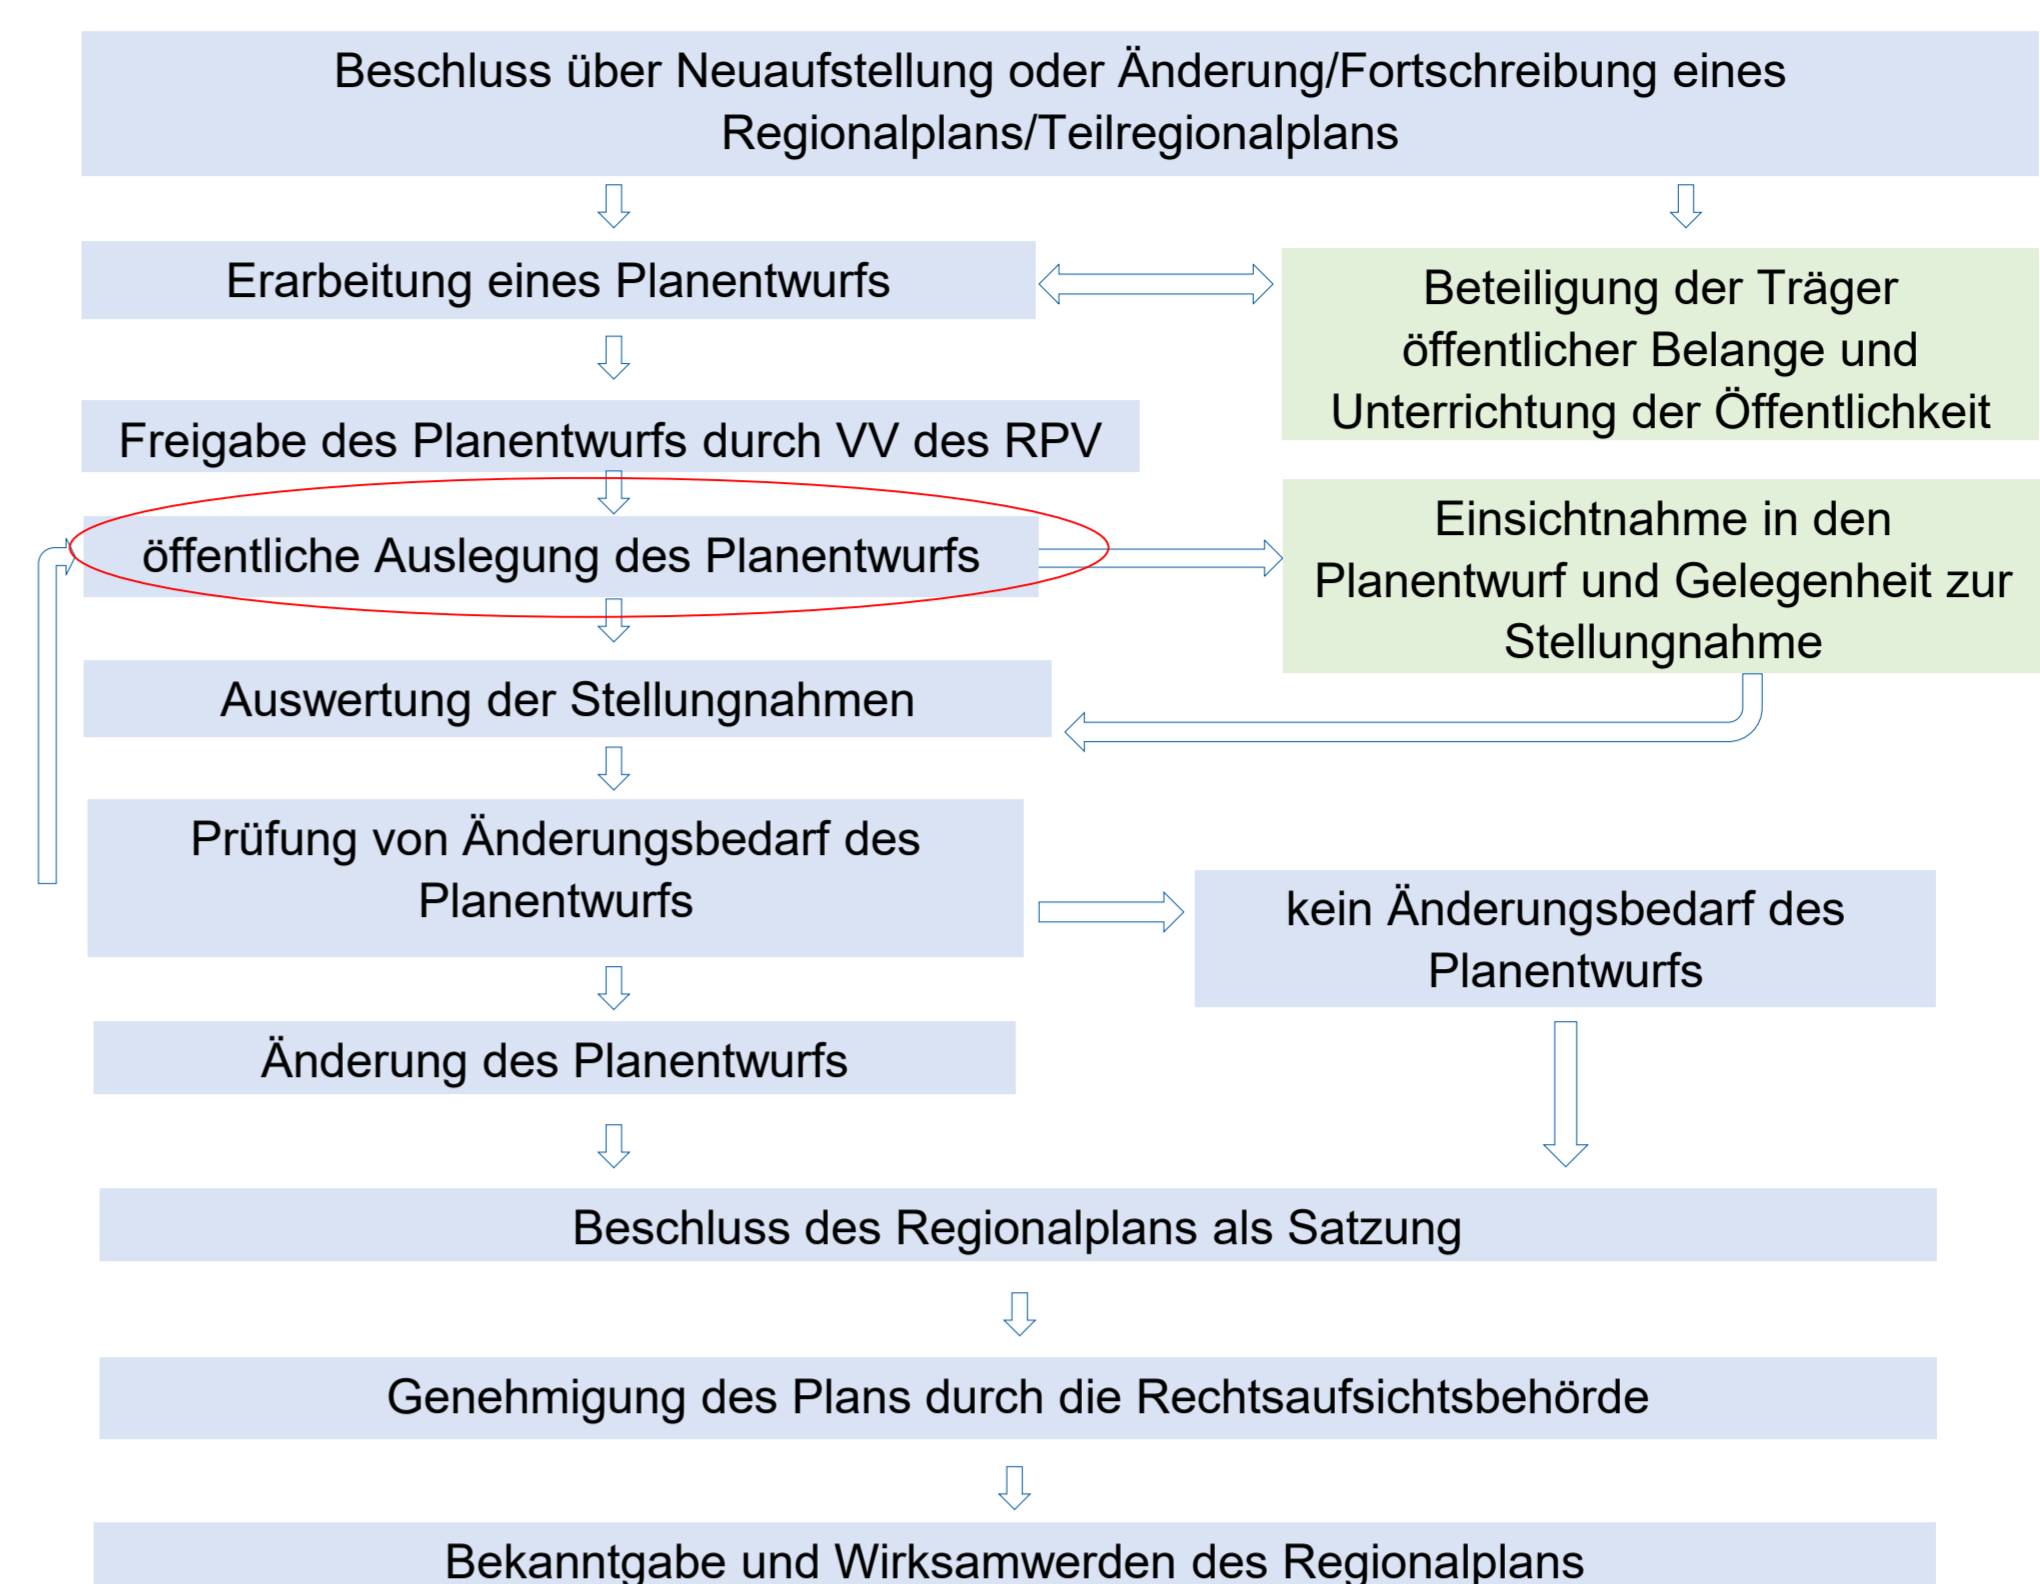 Beschluss über Neuaufstellung oder Änderung/Fortschreibung eines
Regionalplans/Teilregionalplans
Erarbeitung eines Planentwurfs
Beteiligung der Träger
öffentlicher Belange und
Unterrichtung der Öffentlichkeit
Freigabe des Planentwurfs durch VV des RPV
öffentliche Auslegung des Planentwurfs
Einsichtnahme in den
Planentwurf und Gelegenheit zur
Stellungnahme
Auswertung der Stellungnahmen
Prüfung von Änderungsbedarf des
Planentwurfs
kein Änderungsbedarf des
Planentwurfs
Änderung des Planentwurfs
Beschluss des Regionalplans als Satzung
Genehmigung des Plans durch die Rechtsaufsichtsbehörde
Bekanntgabe und Wirksamwerden des Regionalplans